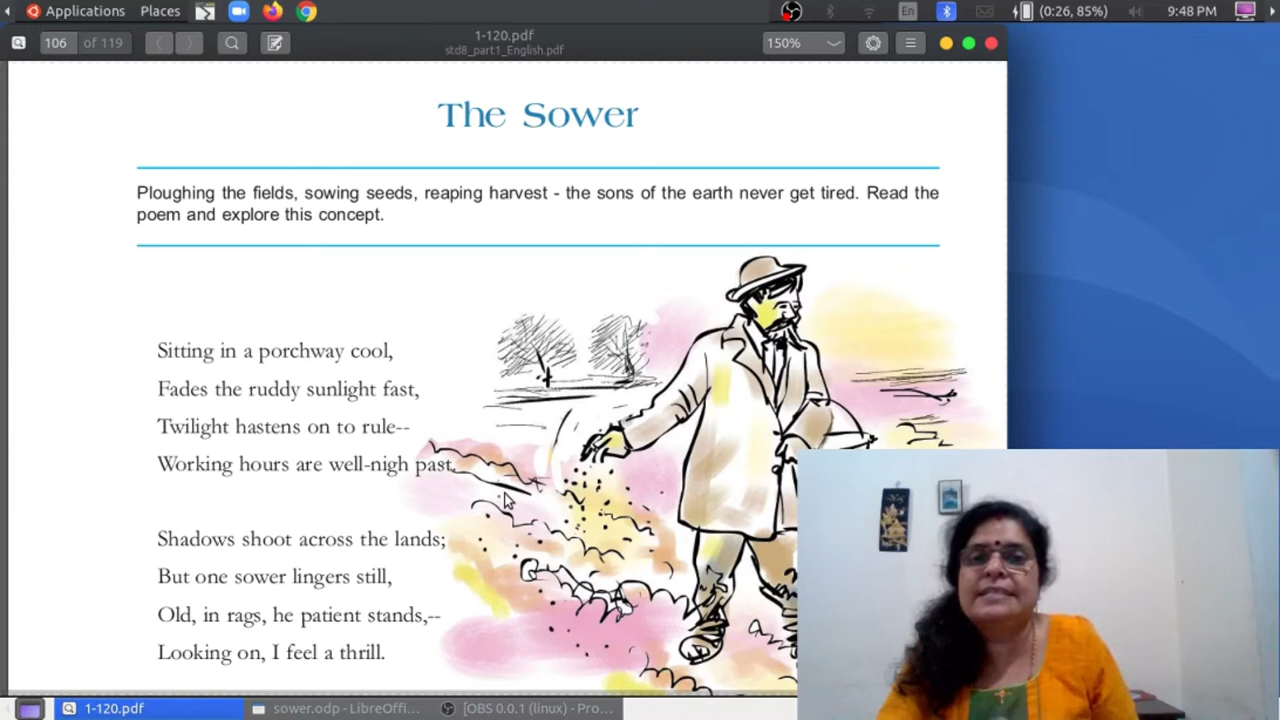 Applications Places En (0:26, 85%) 9:48 PM
106 of 119 1-120.pdf 150%
std8_part1_English.pdf
The Sower
Ploughing the fields, sowing seeds, reaping harvest - the sons of the earth never get tired. Read the
poem and explore this concept.
Sitting in a porchway cool,
Fades the ruddy sunlight fast,
Twilight hastens on to rule--
Working hours are well-nigh past.
Shadows shoot across the lands;
But one sower lingers still,
Old, in rags, he patient stands,--
Looking on, I feel a thrill.
1-120.pdf sower.odp - LibreOffi... [OBS 0.0.1 (linux) - Pro...